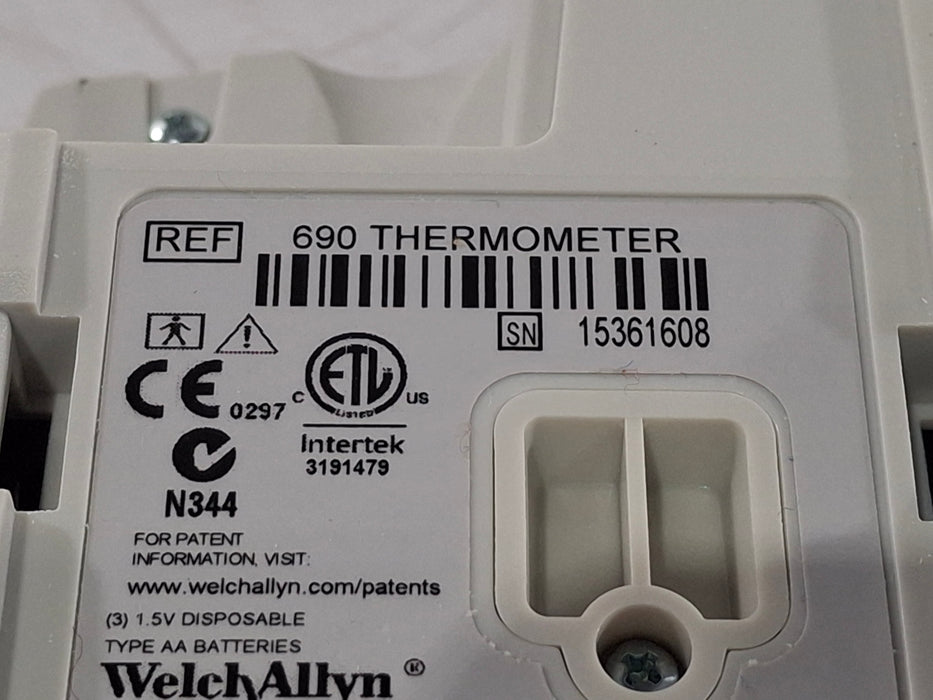 REF 690 THERMOMETER
SN 15361608
CE 0297
C ETL US
LISTED
Intertek
3191479
N344
FOR PATENT
INFORMATION, VISIT:
www.welchallyn.com/patents
(3) 1.5V DISPOSABLE
TYPE AA BATTERIES
WelchAllyn®